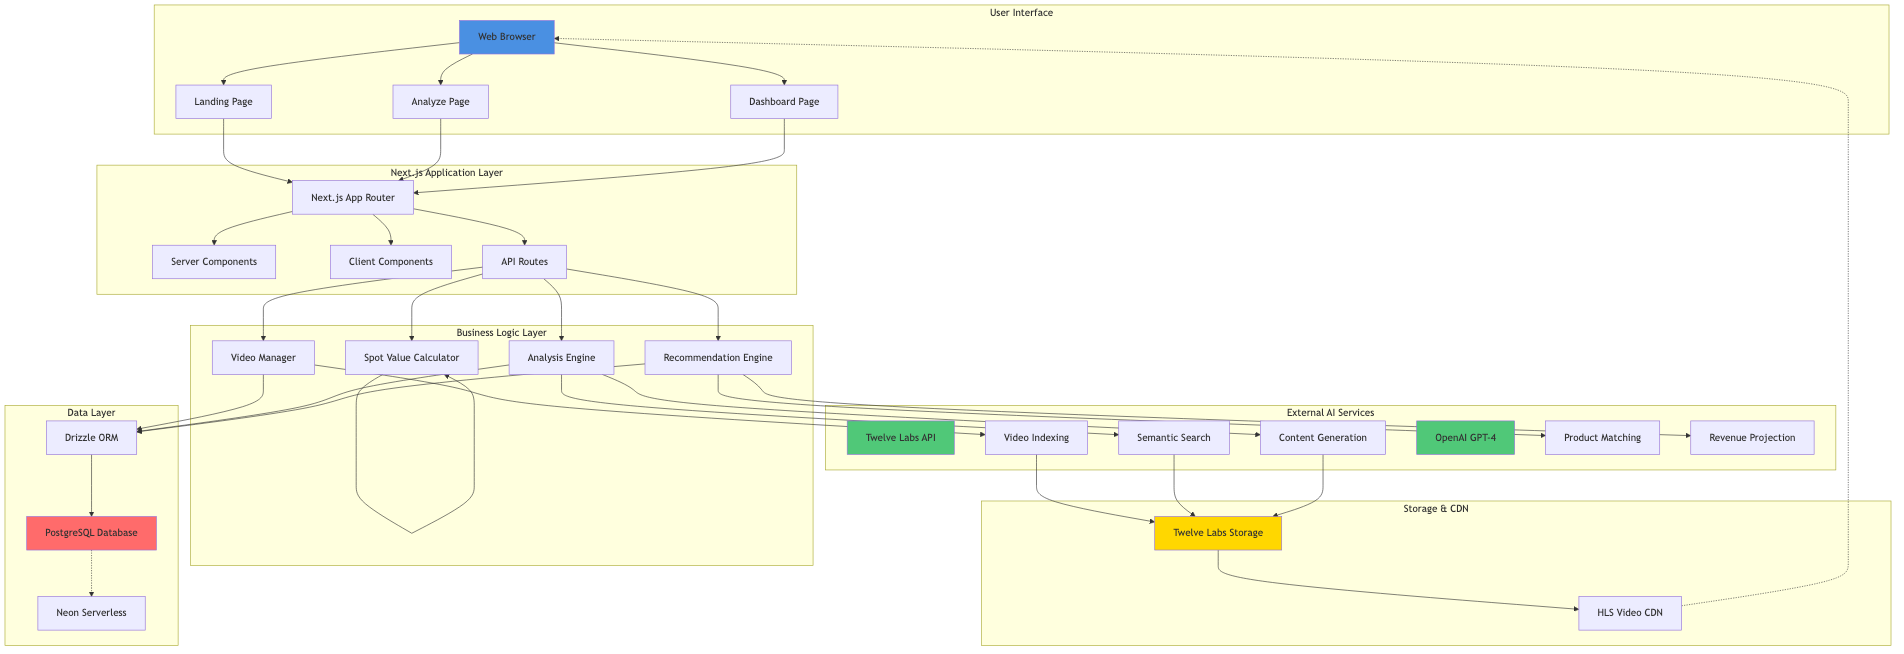 User Interface
Web Browser
Landing Page
Analyze Page
Dashboard Page
Next.js Application Layer
Next.js App Router
Server Components
Client Components
API Routes
Business Logic Layer
Video Manager
Spot Value Calculator
Analysis Engine
Recommendation Engine
Data Layer
Drizzle ORM
PostgreSQL Database
Neon Serverless
External AI Services
Twelve Labs API
Video Indexing
Semantic Search
Content Generation
OpenAI GPT-4
Product Matching
Revenue Projection
Storage & CDN
Twelve Labs Storage
HLS Video CDN